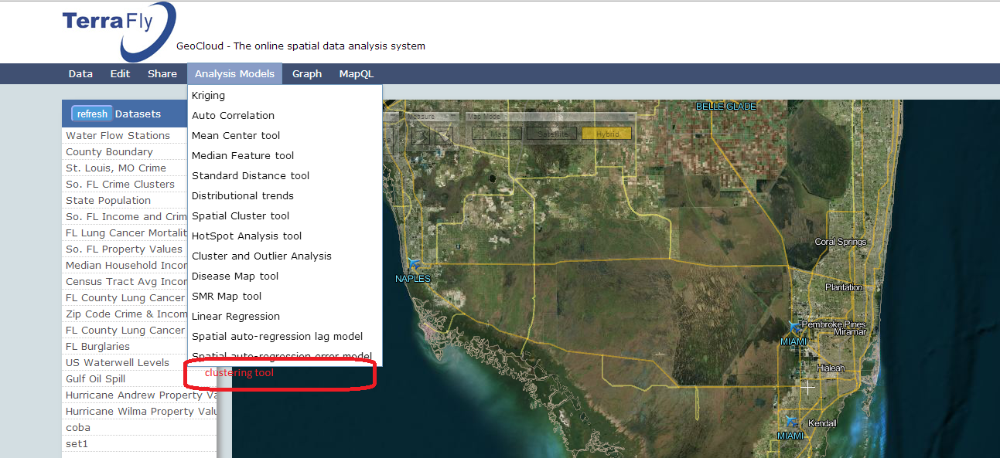 TerraFly
GeoCloud - The online spatial data analysis system
Data Edit Share Analysis Models Graph MapQL
refresh Datasets
Water Flow Stations
County Boundary
St. Louis, MO Crime
So. FL Crime Clusters
State Population
So. FL Income and Crim
FL Lung Cancer Mortalit
So. FL Property Values
Median Household Incor
Census Tract Avg Incor
FL County Lung Cancer
Zip Code Crime & Incom
FL County Lung Cancer
FL Burglaries
US Waterwell Levels
Gulf Oil Spill
Hurricane Andrew Property Va
Hurricane Wilma Property Valu
coba
set1
Kriging
Auto Correlation
Mean Center tool
Median Feature tool
Standard Distance tool
Distributional trends
Spatial Cluster tool
HotSpot Analysis tool
Cluster and Outlier Analysis
Disease Map tool
SMR Map tool
Linear Regression
Spatial auto-regression lag model
Spatial auto-regression error model
clustering tool
Measure
Map Mode
Map Satellite Hybrid
BELLE GLADE
Coral Springs
NAPLES
Plantation
Pembroke Pines
Miramar
MIAMI
Hialeah
Kendall
MIAMI